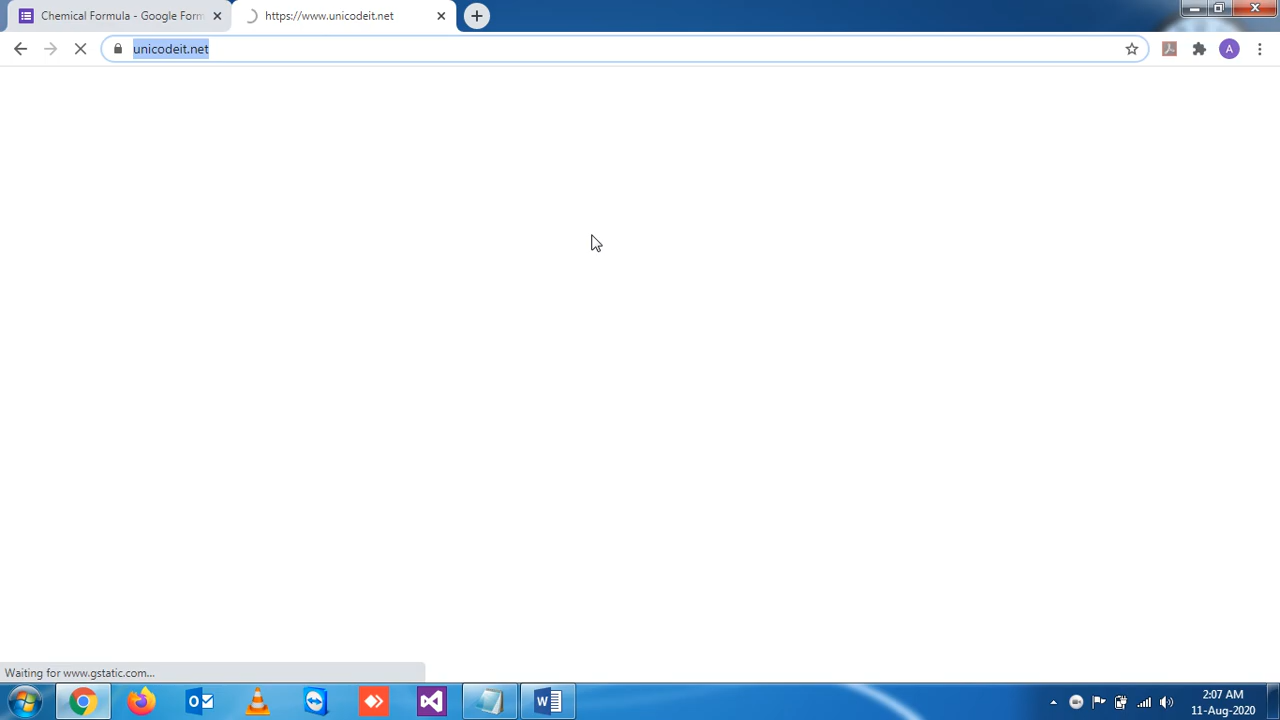 Chemical Formula - Google Form
https://www.unicodeit.net
unicodeit.net
A
Waiting for www.gstatic.com...
2:07 AM
11-Aug-2020